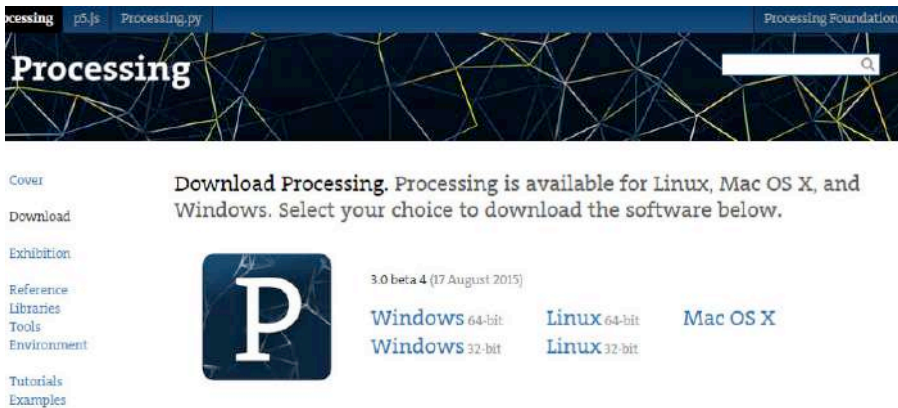 cessing p5.js Processing.py Processing Foundation
Processing
Cover
Download
Exhibition
Reference
Libraries
Tools
Environment
Tutorials
Examples
Download Processing. Processing is available for Linux, Mac OS X, and
Windows. Select your choice to download the software below.
P
3.0 beta 4 (17 August 2015)
Windows 64-bit Linux 64-bit Mac OS X
Windows 32-bit Linux 32-bit